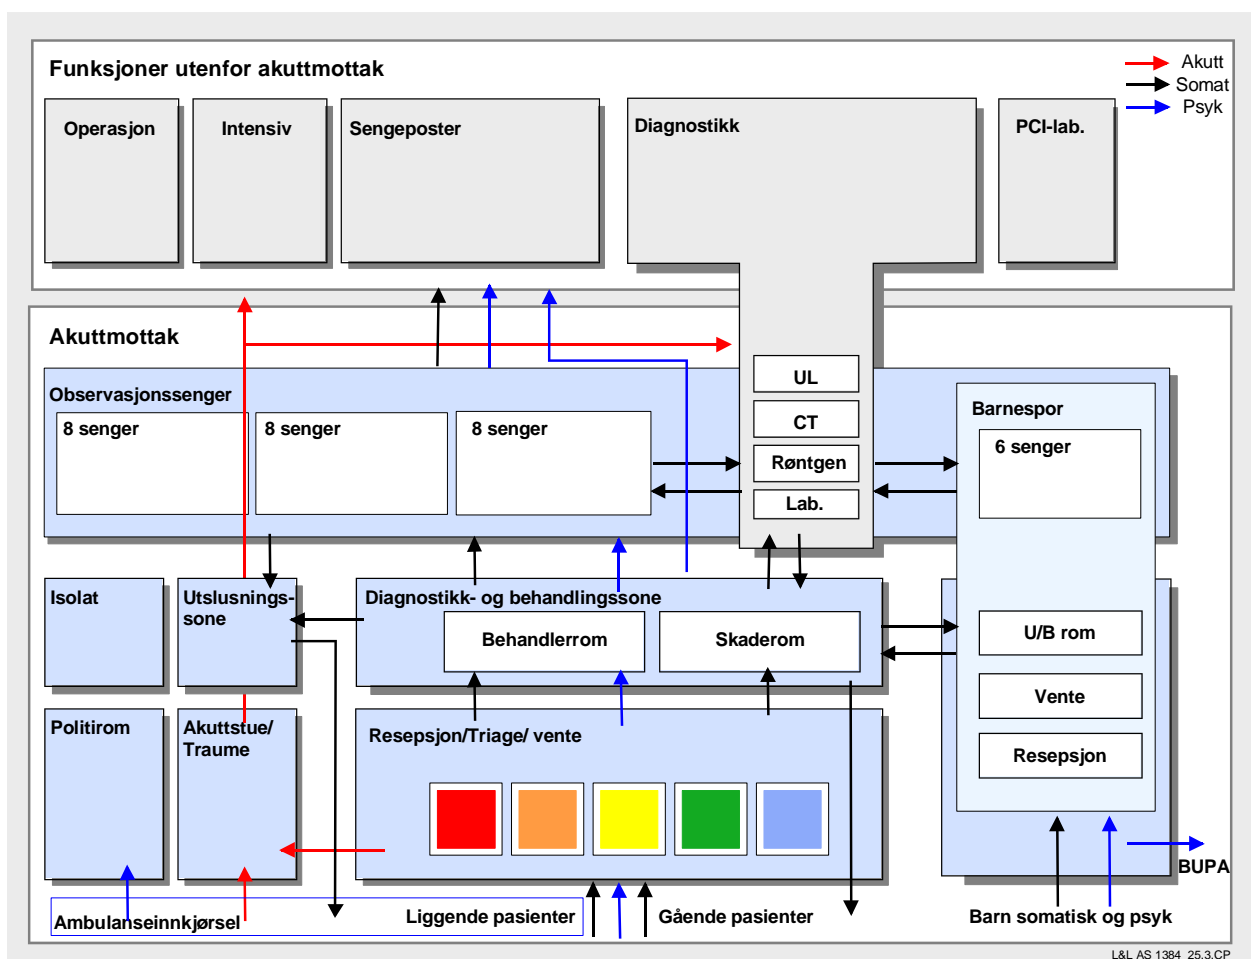 Funksjoner utenfor akuttmottak
Akutt
Somat
Psyk
Operasjon
Intensiv
Sengeposter
Diagnostikk
PCI-lab.
Akuttmottak
UL
CT
Røntgen
Lab.
Observasjonssenger
8 senger
8 senger
8 senger
Barnespor
6 senger
Isolat
Utslusnings-
sone
Diagnostikk- og behandlingssone
Behandlerrom
Skaderom
U/B rom
Vente
Resepsjon
Politirom
Akuttstue/
Traume
Resepsjon/Triage/ vente
BUPA
Ambulanseinnkjørsel
Liggende pasienter
Gående pasienter
Barn somatisk og psyk
L&L AS 1384_25.3.CP